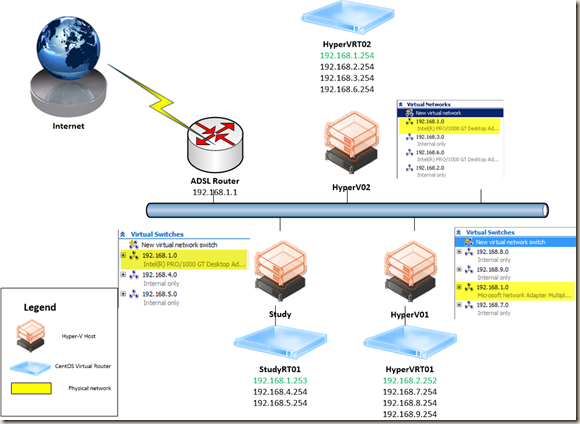 HyperVRT02
192.168.1.254
192.168.2.254
192.168.3.254
192.168.6.254
Internet
ADSL Router
192.168.1.1
HyperV02
Virtual Networks
New virtual network
192.168.1.0
Intel(R) PRO/1000 GT Desktop Ad...
192.168.3.0
Internal only
192.168.6.0
Internal only
192.168.2.0
Internal only
Virtual Switches
New virtual network switch
192.168.1.0
Intel(R) PRO/1000 GT Desktop Ad...
192.168.4.0
Internal only
192.168.5.0
Internal only
Study
HyperV01
Virtual Switches
New virtual network switch
192.168.8.0
Internal only
192.168.9.0
Internal only
192.168.1.0
Microsoft Network Adapter Multipl...
192.168.7.0
Internal only
Legend
Hyper-V Host
CentOS Virtual Router
Physical network
StudyRT01
192.168.1.253
192.168.4.254
192.168.5.254
HyperVRT01
192.168.2.252
192.168.7.254
192.168.8.254
192.168.9.254